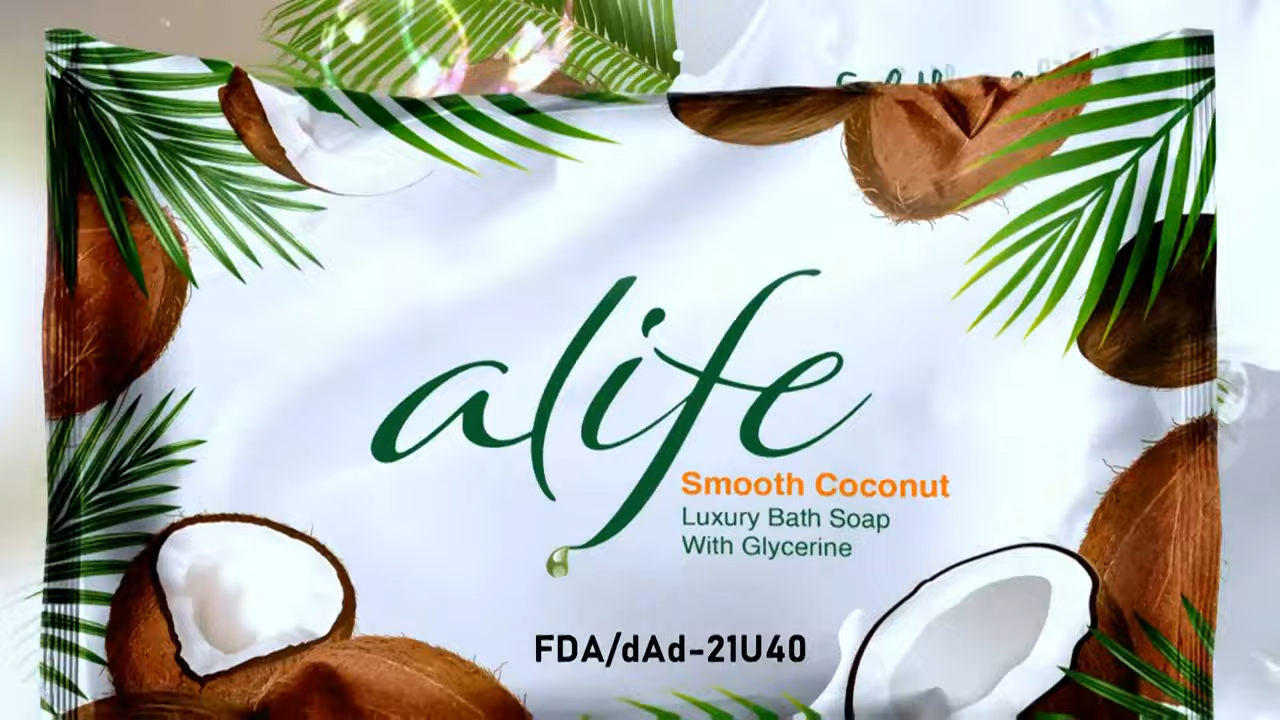 alife
Smooth Coconut
Luxury Bath Soap
With Glycerine
FDA/dAd-21U40